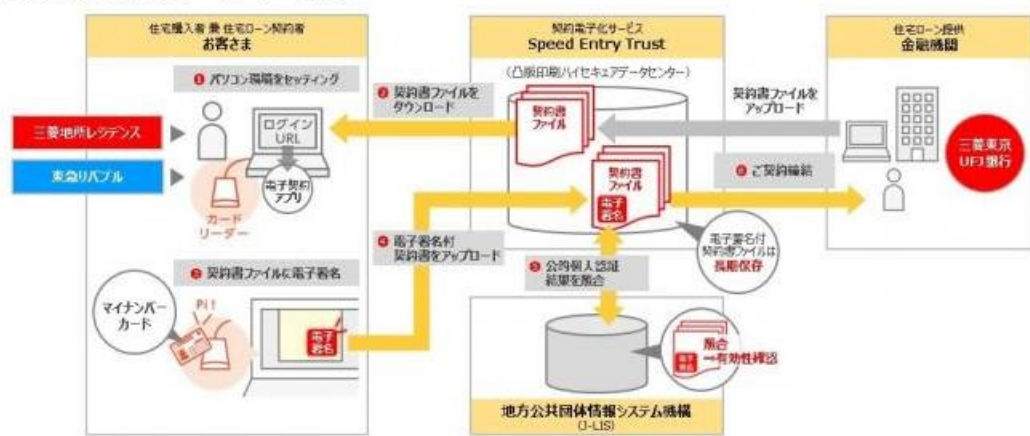 住宅購入者 兼 住宅ローン契約者
お客さま
❶ パソコン環境をセッティング
三菱地所レジデンス
東急リバブル
ログイン
URL
電子契約
アプリ
カード
リーダー
❸ 契約書ファイルに電子署名
マイナンバー
カード
Pi!
電子
署名
❷ 契約書ファイルを
ダウンロード
❹ 電子署名付
契約書をアップロード
契約電子化サービス
Speed Entry Trust
(凸版印刷ハイセキュアデータセンター)
契約書
ファイル
契約書
ファイル
電子
署名
❺ 公的個人認証
結果を照合
電子署名付
契約書ファイルは
長期保存
照合
⇒有効性確認
電子
署名
地方公共団体情報システム機構
(J-LIS)
住宅ローン提供
金融機関
契約書ファイルを
アップロード
❻ ご契約締結
三菱東京
UFJ銀行